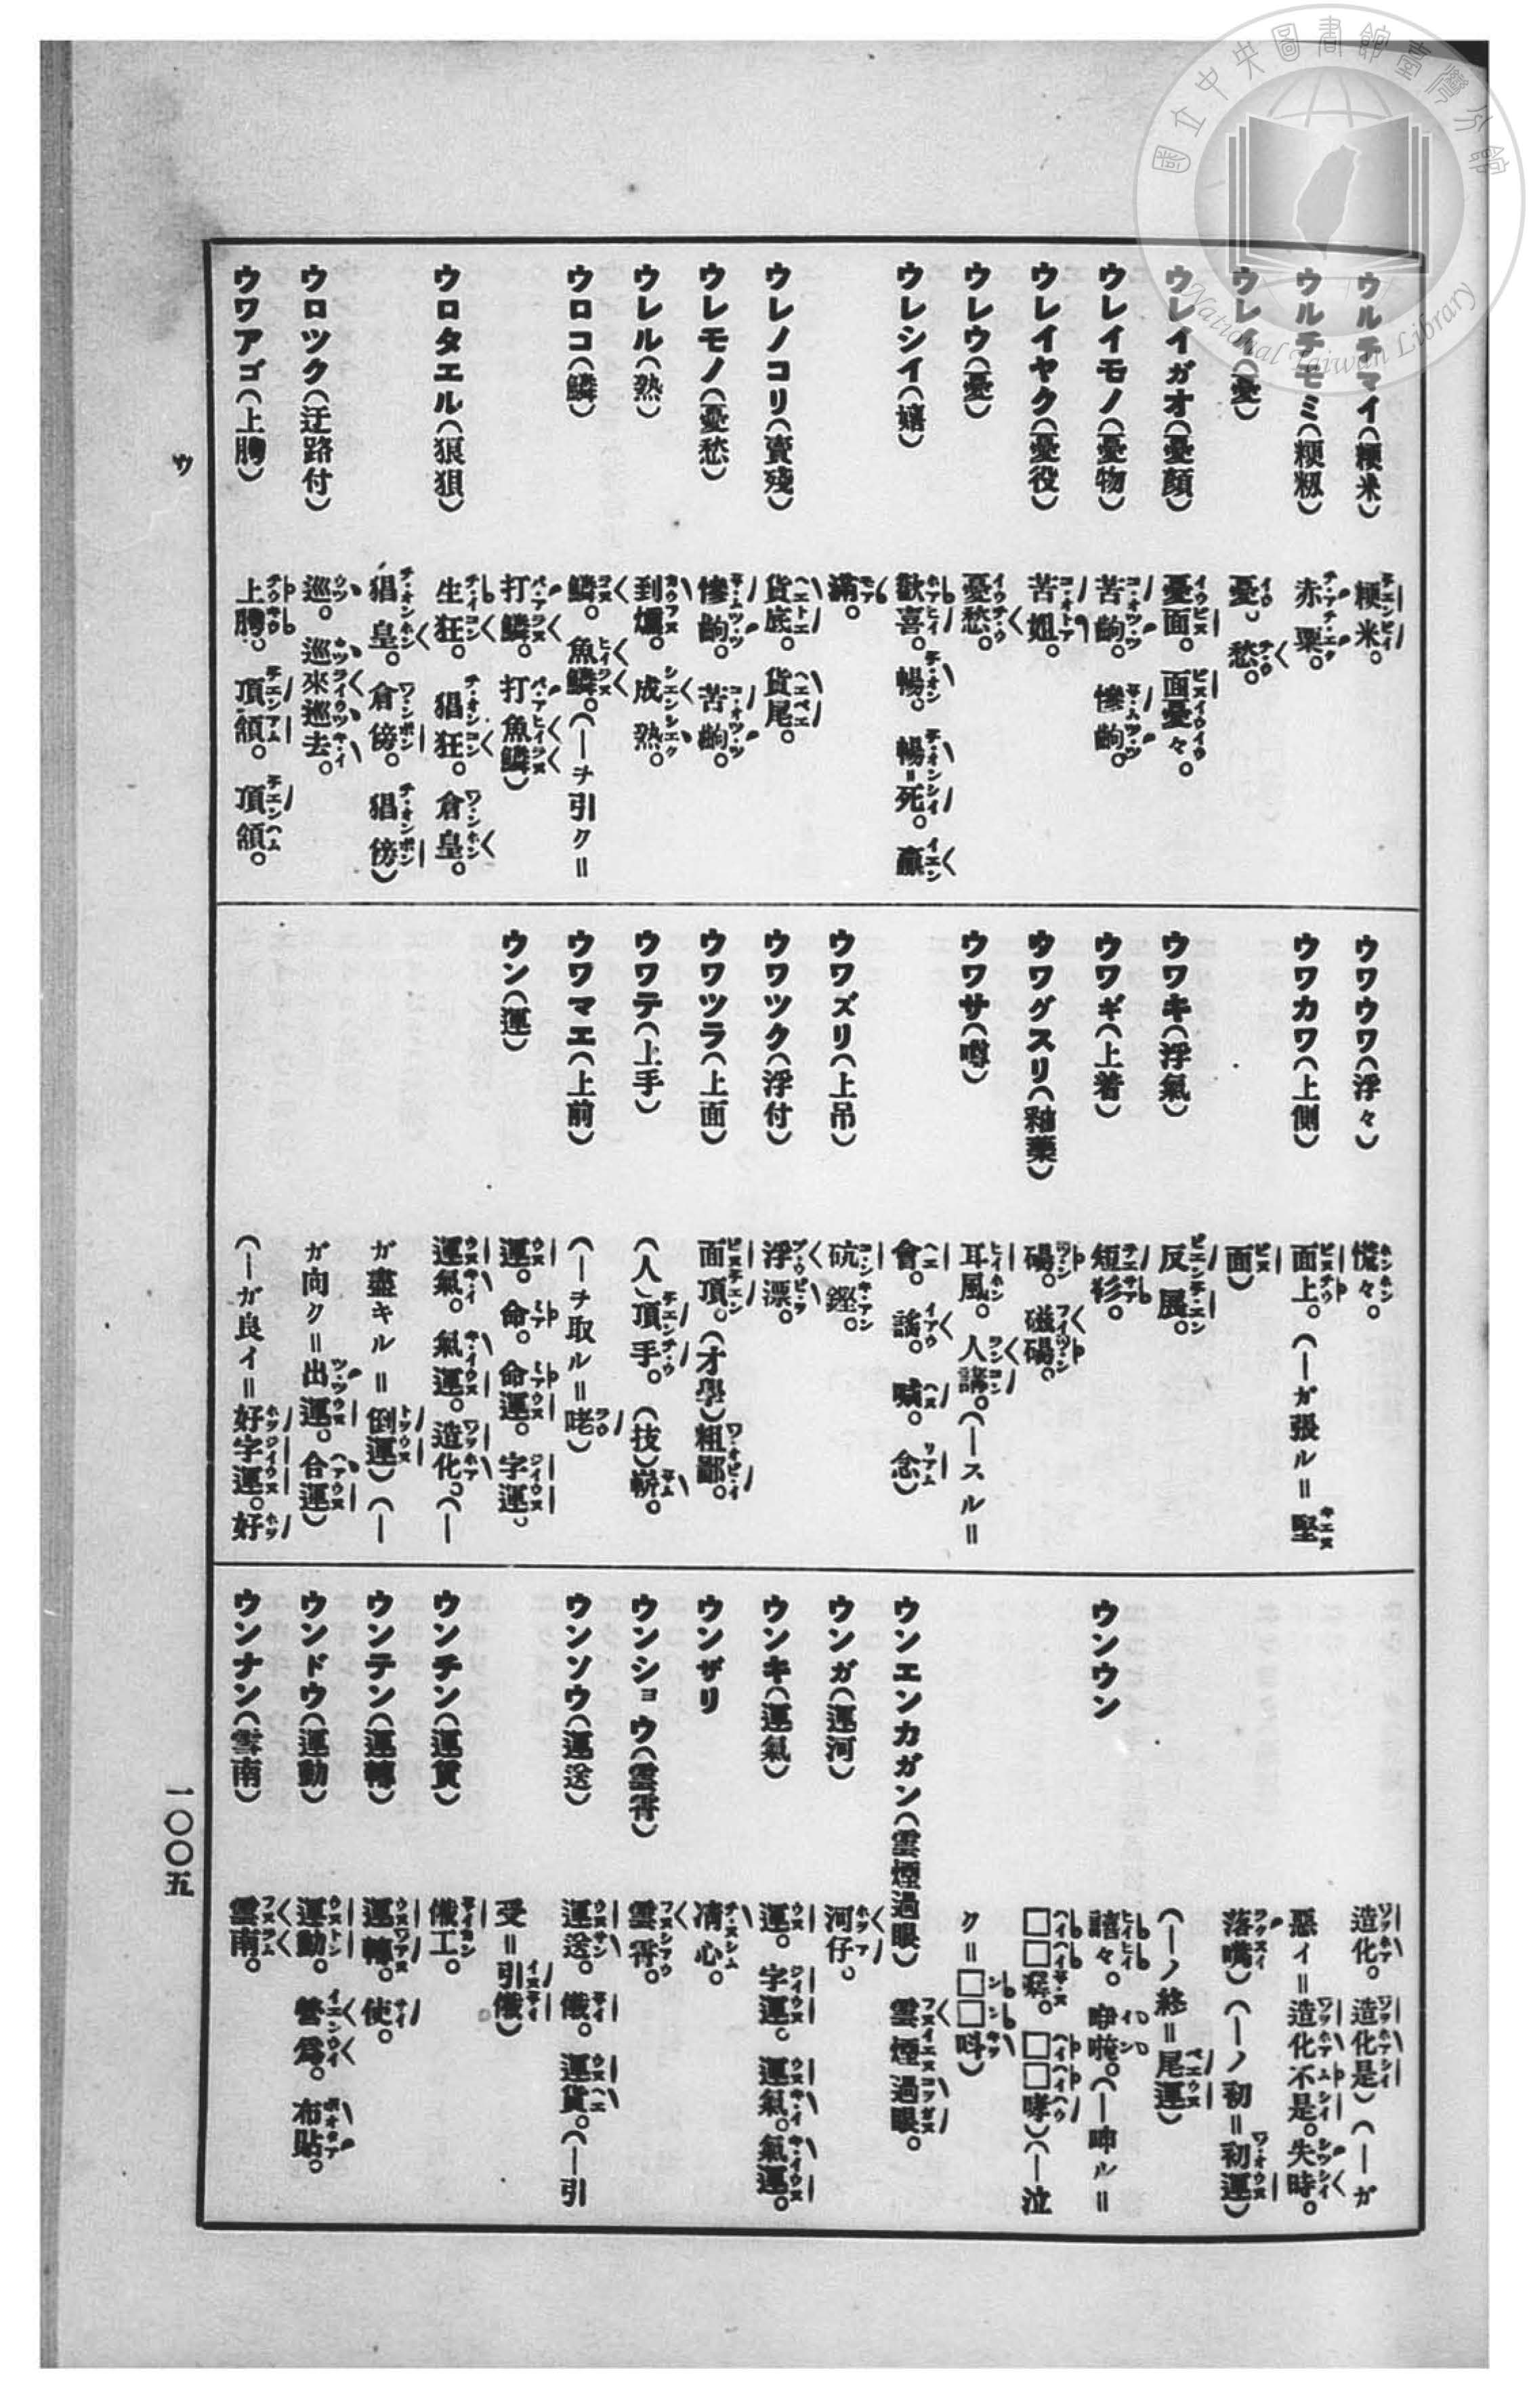 國立中央圖書館臺灣分館
National Taiwan Library
ウルチマイ(粳米) 粳米。
ウルチモミ(粳籾) 赤粟。
ウレイ(憂) 憂、愁。
ウレイガオ(憂顏) 憂面。面憂々。
ウレイモノ(憂物) 苦齣。慘齣。
ウレイヤク(憂役) 苦姐。
ウレウ(憂) 憂愁。
ウレシイ(嬉) 歡喜。暢。暢=死。贏
滿。
ウレノコリ(賣殘) 貨底。貨尾。
ウレモノ(憂愁) 慘齣。苦齣。
ウレル(熟) 到爛。成熟。
ウロコ(鱗) 鱗。魚鱗。(―ヲ引ク=
打鱗。打魚鱗)
ウロタエル(狼狽) 生狂。猖狂。倉皇。
猖皇。倉傍。猖傍)
ウロツク(迂路付) 巡。巡來巡去。
ウワアゴ(上腭) 上腭。頂頷。頂頷。
ウワウワ(浮々) 慌々。
ウワカワ(上側) 面上。(―ガ張ル=堅
面)
ウワキ(浮氣) 反展。
ウワギ(上着) 短衫。
ウワグスリ(釉藥) 碭。磁碭。
ウワサ(噂) 耳風。人講。(―スル=
會。謠。喊。念)
ウワズリ(上吊) 硫鏗。
ウワツク(浮付) 浮漂。
ウワツラ(上面) 面頂。(才學)粗鄙。
ウワテ(上手) (人)頂手。(技)嶄。
ウワマエ(上前) (―ヲ取ル=咾)
ウン(運) 運。命。命運。字運。
運氣。氣運。造化。(―
ガ盡キル=倒運)(―
ガ向ク=出運。合運)
(―ガ良イ=好字運。好
造化。造化是)(―ガ
惡イ=造化不是。失時。
落嘴)(―ノ初=初運)
(―ノ終=尾運)
ウンウン 譆々。咿唵。(―呻ル=
□□瘶。□□哮)(―泣
ク=□□呌)
ウンエンカガン(雲煙過眼) 雲煙過眼。
ウンガ(運河) 河仔。
ウンキ(運氣) 運。字運。運氣。氣運。
ウンザリ 凊心。
ウンショウ(雲霄) 雲霄。
ウンソウ(運送) 運送。儎。運貨。(―引
受=引儎)
ウンチン(運賃) 儎工。
ウンテン(運轉) 運轉。使。
ウンドウ(運動) 運動。營爲。布貼。
ウンナン(雲南) 雲南。
ウ
一〇〇五